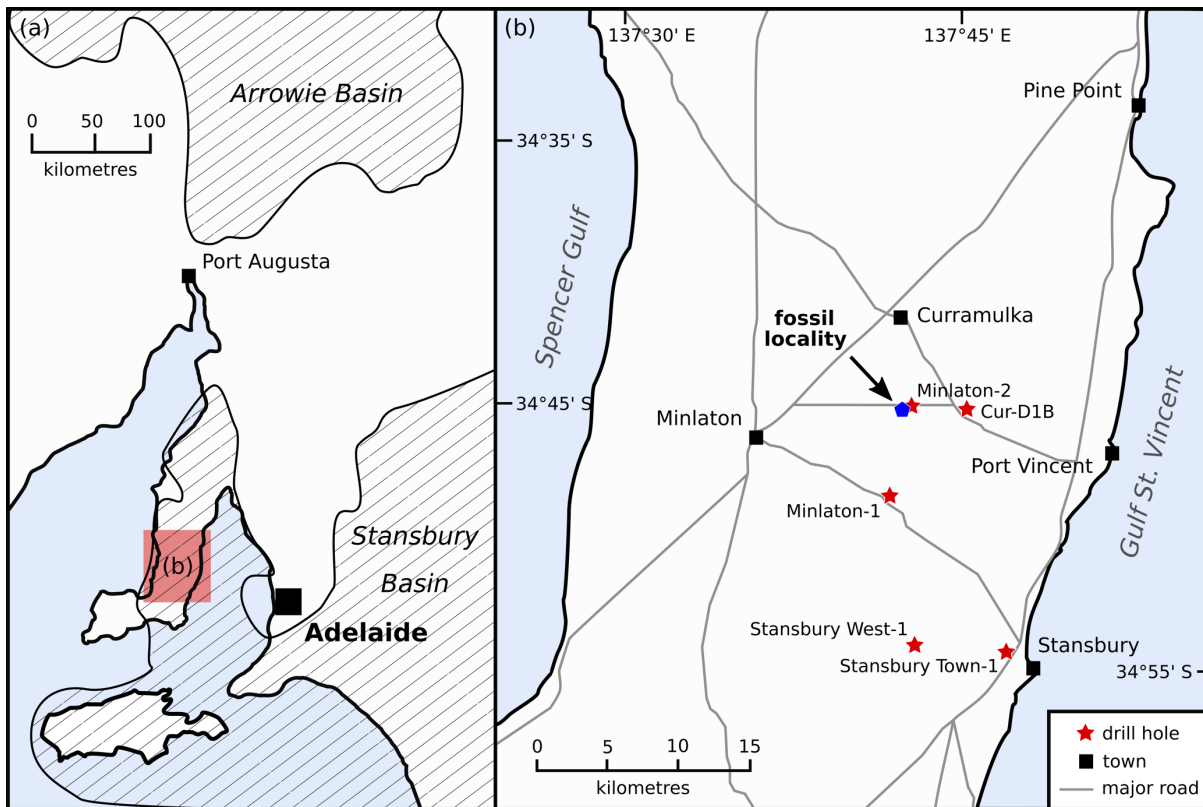 (a)
Arrowie Basin
0 50 100
kilometres
Port Augusta
Stansbury
Basin
(b)
Adelaide
(b)
137°30' E
137°45' E
Pine Point
34°35' S
Spencer Gulf
Curramulka
fossil
locality
34°45' S
Minlaton-2
Cur-D1B
Minlaton
Port Vincent
Gulf St. Vincent
Minlaton-1
Stansbury West-1
Stansbury Town-1
Stansbury
34°55' S
0 5 10 15
kilometres
drill hole
town
major road